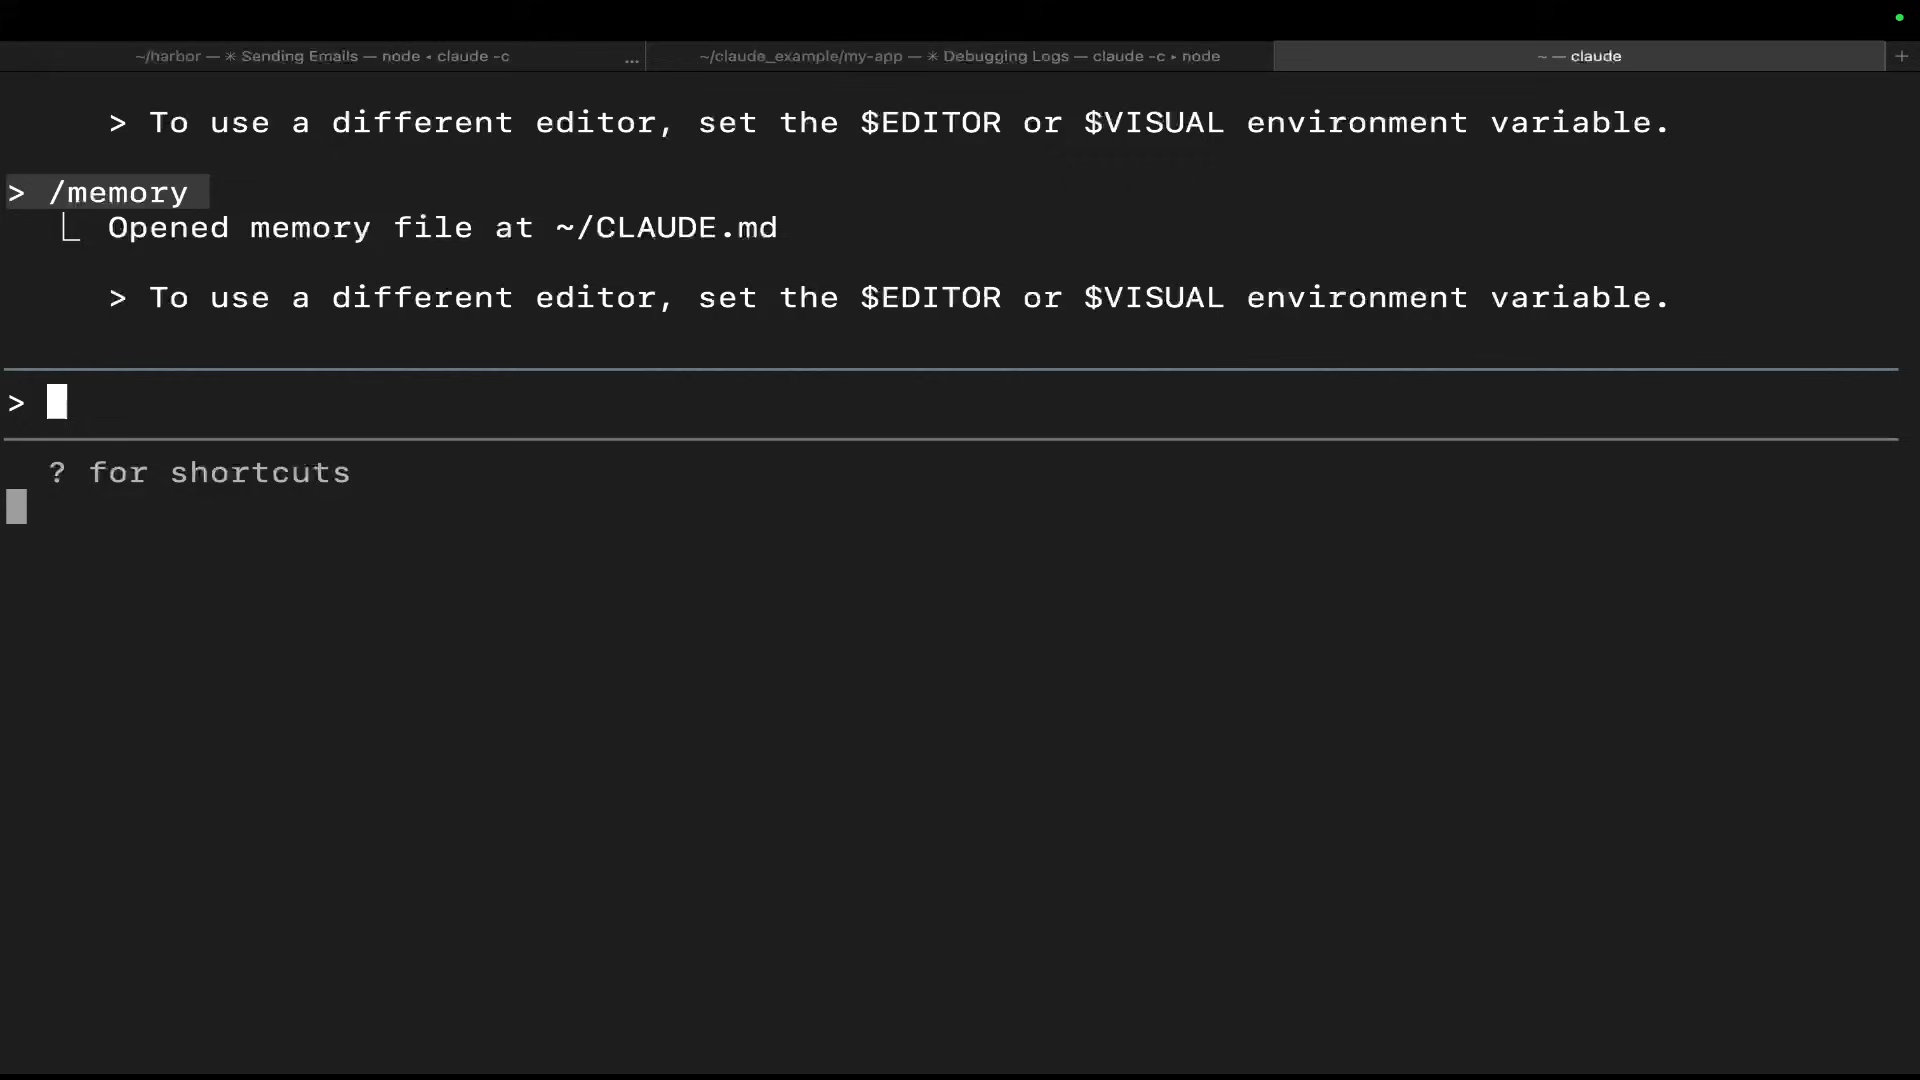 ~/harbor — ✳ Sending Emails — node ◂ claude -c
...
~/claude_example/my-app — ✳ Debugging Logs — claude -c ▸ node
~ — claude
+
> To use a different editor, set the $EDITOR or $VISUAL environment variable.
> /memory
⎿ Opened memory file at ~/CLAUDE.md
> To use a different editor, set the $EDITOR or $VISUAL environment variable.
>
? for shortcuts